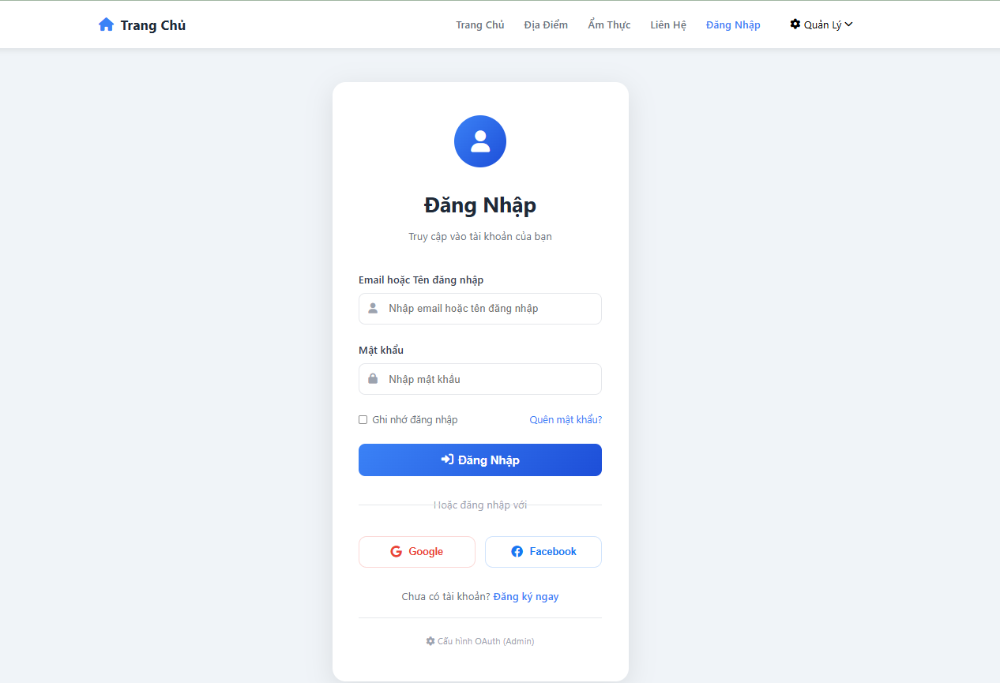 Trang Chủ
Trang Chủ Địa Điểm Ẩm Thực Liên Hệ Đăng Nhập Quản Lý
Đăng Nhập
Truy cập vào tài khoản của bạn
Email hoặc Tên đăng nhập
Nhập email hoặc tên đăng nhập
Mật khẩu
Nhập mật khẩu
Ghi nhớ đăng nhập Quên mật khẩu?
Đăng Nhập
Hoặc đăng nhập với
Google Facebook
Chưa có tài khoản? Đăng ký ngay
Cấu hình OAuth (Admin)